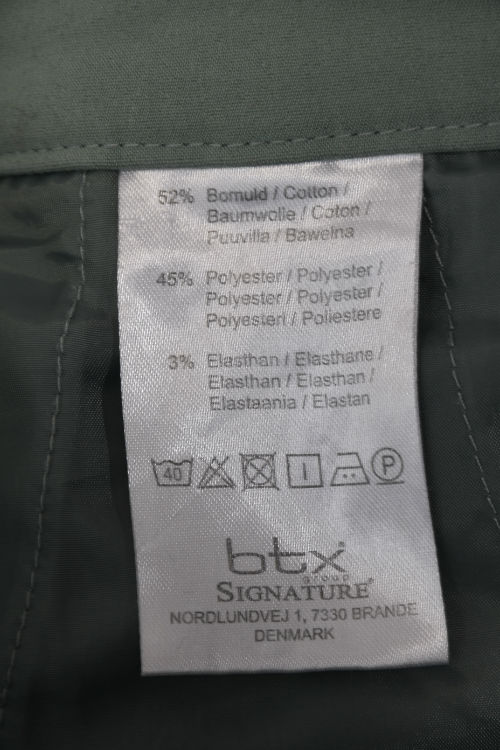 52% Bomuld / Cotton /
Baumwolle / Coton /
Puuvilla / Bawelna
45% Polyester / Polyester /
Polyester / Polyester /
Polyesteri / Poliestere
3% Elasthan / Elasthane /
Elasthan / Elasthan /
Elastaania / Elastan
40 P
btx
group
SIGNATURE
NORDLUNDVEJ 1, 7330 BRANDE
DENMARK